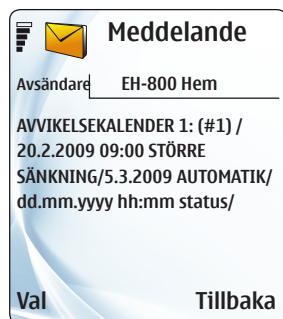 Meddelande
Avsändare EH-800 Hem
AVVIKELSEKALENDER 1: (#1) /
20.2.2009 09:00 STÖRRE
SÄNKNING/5.3.2009 AUTOMATIK/
dd.mm.yyyy hh:mm status/
Val Tillbaka